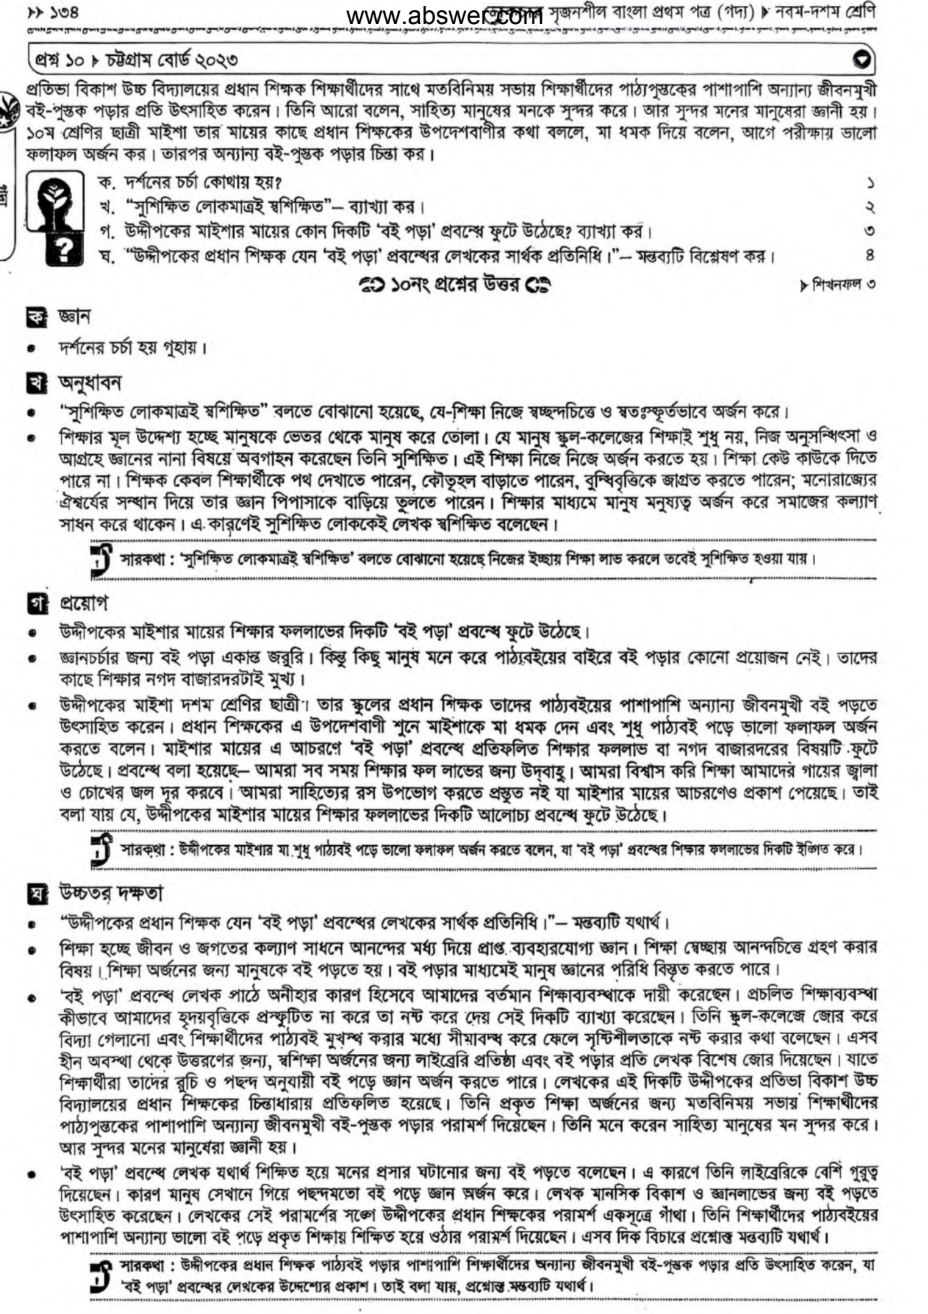 ›› ১৩৪ www.abswer.com সৃজনশীল বাংলা প্রথম পত্র (গদ্য) › নবম-দশম শ্রেণি
প্রশ্ন ১০ › চট্টগ্রাম বোর্ড ২০২৩
প্রতিভা বিকাশ উচ্চ বিদ্যালয়ের প্রধান শিক্ষক শিক্ষার্থীদের সাথে মতবিনিময় সভায় শিক্ষার্থীদের পাঠ্যপুস্তকের পাশাপাশি অন্যান্য জীবনমুখী
বই-পুস্তক পড়ার প্রতি উৎসাহিত করেন। তিনি আরো বলেন, সাহিত্য মানুষের মনকে সুন্দর করে। আর সুন্দর মনের মানুষেরা জ্ঞানী হয়।
১০ম শ্রেণির ছাত্রী মাইশা তার মায়ের কাছে প্রধান শিক্ষকের উপদেশবাণীর কথা বললে, মা ধমক দিয়ে বলেন, আগে পরীক্ষায় ভালো
ফলাফল অর্জন কর। তারপর অন্যান্য বই-পুস্তক পড়ার চিন্তা কর।
ক. দর্শনের চর্চা কোথায় হয়? ১
খ. “সুশিক্ষিত লোকমাত্রই স্বশিক্ষিত”— ব্যাখ্যা কর। ২
গ. উদ্দীপকের মাইশার মায়ের কোন দিকটি ‘বই পড়া’ প্রবন্ধে ফুটে উঠেছে? ব্যাখ্যা কর। ৩
ঘ. “উদ্দীপকের প্রধান শিক্ষক যেন ‘বই পড়া’ প্রবন্ধের লেখকের সার্থক প্রতিনিধি।”— মন্তব্যটি বিশ্লেষণ কর। ৪
১০নং প্রশ্নের উত্তর › শিখনফল ৩
ক জ্ঞান
• দর্শনের চর্চা হয় গুহায়।
খ অনুধাবন
• “সুশিক্ষিত লোকমাত্রই স্বশিক্ষিত” বলতে বোঝানো হয়েছে, যে-শিক্ষা নিজে স্বচ্ছন্দচিত্তে ও স্বতঃস্ফূর্তভাবে অর্জন করে।
• শিক্ষার মূল উদ্দেশ্য হচ্ছে মানুষকে ভেতর থেকে মানুষ করে তোলা। যে মানুষ স্কুল-কলেজের শিক্ষাই শুধু নয়, নিজ অনুসন্ধিৎসা ও
আগ্রহে জ্ঞানের নানা বিষয়ে অবগাহন করেছেন তিনি সুশিক্ষিত। এই শিক্ষা নিজে নিজে অর্জন করতে হয়। শিক্ষা কেউ কাউকে দিতে
পারে না। শিক্ষক কেবল শিক্ষার্থীকে পথ দেখাতে পারেন, কৌতূহল বাড়াতে পারেন, বুদ্ধিবৃত্তিকে জাগ্রত করতে পারেন; মনোরাজ্যের
ঐশ্বর্যের সন্ধান দিয়ে তার জ্ঞান পিপাসাকে বাড়িয়ে তুলতে পারেন। শিক্ষার মাধ্যমে মানুষ মনুষ্যত্ব অর্জন করে সমাজের কল্যাণ
সাধন করে থাকেন। এ কারণেই সুশিক্ষিত লোককেই লেখক স্বশিক্ষিত বলেছেন।
সারকথা : ‘সুশিক্ষিত লোকমাত্রই স্বশিক্ষিত’ বলতে বোঝানো হয়েছে নিজের ইচ্ছায় শিক্ষা লাভ করলে তবেই সুশিক্ষিত হওয়া যায়।
গ প্রয়োগ
• উদ্দীপকের মাইশার মায়ের শিক্ষার ফললাভের দিকটি ‘বই পড়া’ প্রবন্ধে ফুটে উঠেছে।
• জ্ঞানচর্চার জন্য বই পড়া একান্ত জরুরি। কিন্তু কিছু মানুষ মনে করে পাঠ্যবইয়ের বাইরে বই পড়ার কোনো প্রয়োজন নেই। তাদের
কাছে শিক্ষার নগদ বাজারদরটাই মুখ্য।
• উদ্দীপকের মাইশা দশম শ্রেণির ছাত্রী। তার স্কুলের প্রধান শিক্ষক তাদের পাঠ্যবইয়ের পাশাপাশি অন্যান্য জীবনমুখী বই পড়তে
উৎসাহিত করেন। প্রধান শিক্ষকের এ উপদেশবাণী শুনে মাইশাকে মা ধমক দেন এবং শুধু পাঠ্যবই পড়ে ভালো ফলাফল অর্জন
করতে বলেন। মাইশার মায়ের এ আচরণে ‘বই পড়া’ প্রবন্ধে প্রতিফলিত শিক্ষার ফললাভ বা নগদ বাজারদরের বিষয়টি ফুটে
উঠেছে। প্রবন্ধে বলা হয়েছে— আমরা সব সময় শিক্ষার ফল লাভের জন্য উদ্‌বাহু। আমরা বিশ্বাস করি শিক্ষা আমাদের গায়ের জ্বালা
ও চোখের জল দূর করবে। আমরা সাহিত্যের রস উপভোগ করতে প্রস্তুত নই যা মাইশার মায়ের আচরণেও প্রকাশ পেয়েছে। তাই
বলা যায় যে, উদ্দীপকের মাইশার মায়ের শিক্ষার ফললাভের দিকটি আলোচ্য প্রবন্ধে ফুটে উঠেছে।
সারকথা : উদ্দীপকের মাইশার মা শুধু পাঠ্যবই পড়ে ভালো ফলাফল অর্জন করতে বলেন, যা ‘বই পড়া’ প্রবন্ধের শিক্ষার ফললাভের দিকটি ইঙ্গিত করে।
ঘ উচ্চতর দক্ষতা
• “উদ্দীপকের প্রধান শিক্ষক যেন ‘বই পড়া’ প্রবন্ধের লেখকের সার্থক প্রতিনিধি।”— মন্তব্যটি যথার্থ।
• শিক্ষা হচ্ছে জীবন ও জগতের কল্যাণ সাধনে আনন্দের মধ্য দিয়ে প্রাপ্ত ব্যবহারযোগ্য জ্ঞান। শিক্ষা স্বেচ্ছায় আনন্দচিত্তে গ্রহণ করার
বিষয়। শিক্ষা অর্জনের জন্য মানুষকে বই পড়তে হয়। বই পড়ার মাধ্যমেই মানুষ জ্ঞানের পরিধি বিস্তৃত করতে পারে।
• ‘বই পড়া’ প্রবন্ধে লেখক পাঠে অনীহার কারণ হিসেবে আমাদের বর্তমান শিক্ষাব্যবস্থাকে দায়ী করেছেন। প্রচলিত শিক্ষাব্যবস্থা
কীভাবে আমাদের হৃদয়বৃত্তিকে প্রস্ফুটিত না করে তা নষ্ট করে দেয় সেই দিকটি ব্যাখ্যা করেছেন। তিনি স্কুল-কলেজে জোর করে
বিদ্যা গেলানো এবং শিক্ষার্থীদের পাঠ্যবই মুখস্থ করার মধ্যে সীমাবদ্ধ করে ফেলে সৃষ্টিশীলতাকে নষ্ট করার কথা বলেছেন। এসব
হীন অবস্থা থেকে উত্তরণের জন্য, স্বশিক্ষা অর্জনের জন্য লাইব্রেরি প্রতিষ্ঠা এবং বই পড়ার প্রতি লেখক বিশেষ জোর দিয়েছেন। যাতে
শিক্ষার্থীরা তাদের রুচি ও পছন্দ অনুযায়ী বই পড়ে জ্ঞান অর্জন করতে পারে। লেখকের এই দিকটি উদ্দীপকের প্রতিভা বিকাশ উচ্চ
বিদ্যালয়ের প্রধান শিক্ষকের চিন্তাধারায় প্রতিফলিত হয়েছে। তিনি প্রকৃত শিক্ষা অর্জনের জন্য মতবিনিময় সভায় শিক্ষার্থীদের
পাঠ্যপুস্তকের পাশাপাশি অন্যান্য জীবনমুখী বই-পুস্তক পড়ার পরামর্শ দিয়েছেন। তিনি মনে করেন সাহিত্য মানুষের মন সুন্দর করে।
আর সুন্দর মনের মানুষেরা জ্ঞানী হয়।
• ‘বই পড়া’ প্রবন্ধে লেখক যথার্থ শিক্ষিত হয়ে মনের প্রসার ঘটানোর জন্য বই পড়তে বলেছেন। এ কারণে তিনি লাইব্রেরিকে বেশি গুরুত্ব
দিয়েছেন। কারণ মানুষ সেখানে গিয়ে পছন্দমতো বই পড়ে জ্ঞান অর্জন করে। লেখক মানসিক বিকাশ ও জ্ঞানলাভের জন্য বই পড়তে
উৎসাহিত করেছেন। লেখকের সেই পরামর্শের সঙ্গে উদ্দীপকের প্রধান শিক্ষকের পরামর্শ একসূত্রে গাঁথা। তিনি শিক্ষার্থীদের পাঠ্যবইয়ের
পাশাপাশি অন্যান্য ভালো বই পড়ে প্রকৃত শিক্ষায় শিক্ষিত হয়ে ওঠার পরামর্শ দিয়েছেন। এসব দিক বিচারে প্রশ্নোক্ত মন্তব্যটি যথার্থ।
সারকথা : উদ্দীপকের প্রধান শিক্ষক পাঠ্যবই পড়ার পাশাপাশি শিক্ষার্থীদের অন্যান্য জীবনমুখী বই-পুস্তক পড়ার প্রতি উৎসাহিত করেন, যা
‘বই পড়া’ প্রবন্ধের লেখকের উদ্দেশ্যের প্রকাশ। তাই বলা যায়, প্রশ্নোক্ত মন্তব্যটি যথার্থ।